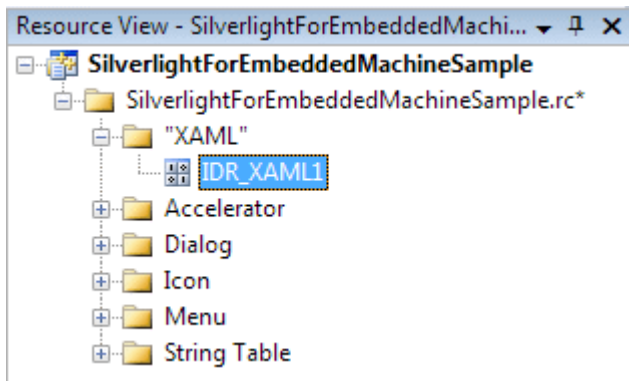 Resource View - SilverlightForEmbeddedMachi...
SilverlightForEmbeddedMachineSample
SilverlightForEmbeddedMachineSample.rc*
"XAML"
IDR_XAML1
Accelerator
Dialog
Icon
Menu
String Table